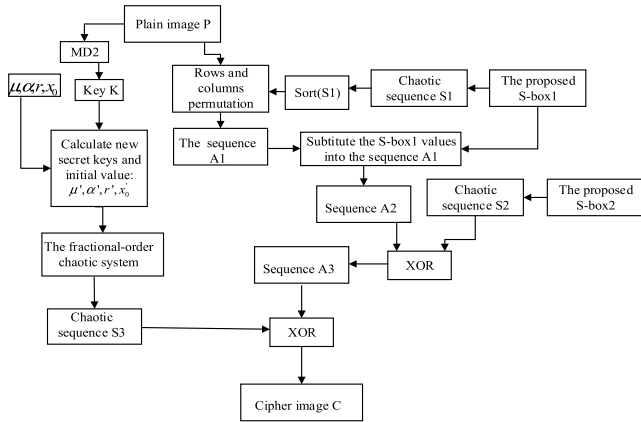 Plain image P
MD2
μ,α,r,x₀
Key K
Rows and
columns
permutation
Sort(S1)
Chaotic
sequence S1
The proposed
S-box1
Calculate new
secret keys and
initial value:
μ',α',r',x₀'
The sequence
A1
Subtitute the S-box1 values
into the sequence A1
Sequence A2
Chaotic
sequence S2
The proposed
S-box2
The fractional-order
chaotic system
Sequence A3
XOR
Chaotic
sequence S3
XOR
Cipher image C